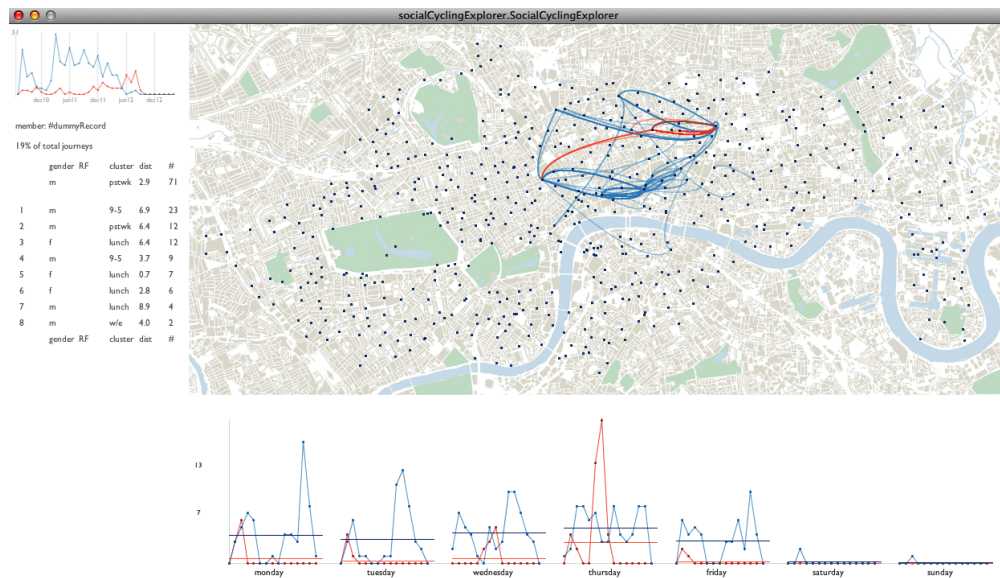 socialCyclingExplorer.SocialCyclingExplorer
3.1
dec10 jun11 dec11 jun12 dec12
member: #dummyRecord
19% of total journeys
gender RF cluster dist #
m pstwk 2.9 71
1 m 9-5 6.9 23
2 m pstwk 6.4 12
3 f lunch 6.4 12
4 m 9-5 3.7 9
5 f lunch 0.7 7
6 f lunch 2.8 6
7 m lunch 8.9 4
8 m w/e 4.0 2
gender RF cluster dist #
13
7
monday tuesday wednesday thursday friday saturday sunday